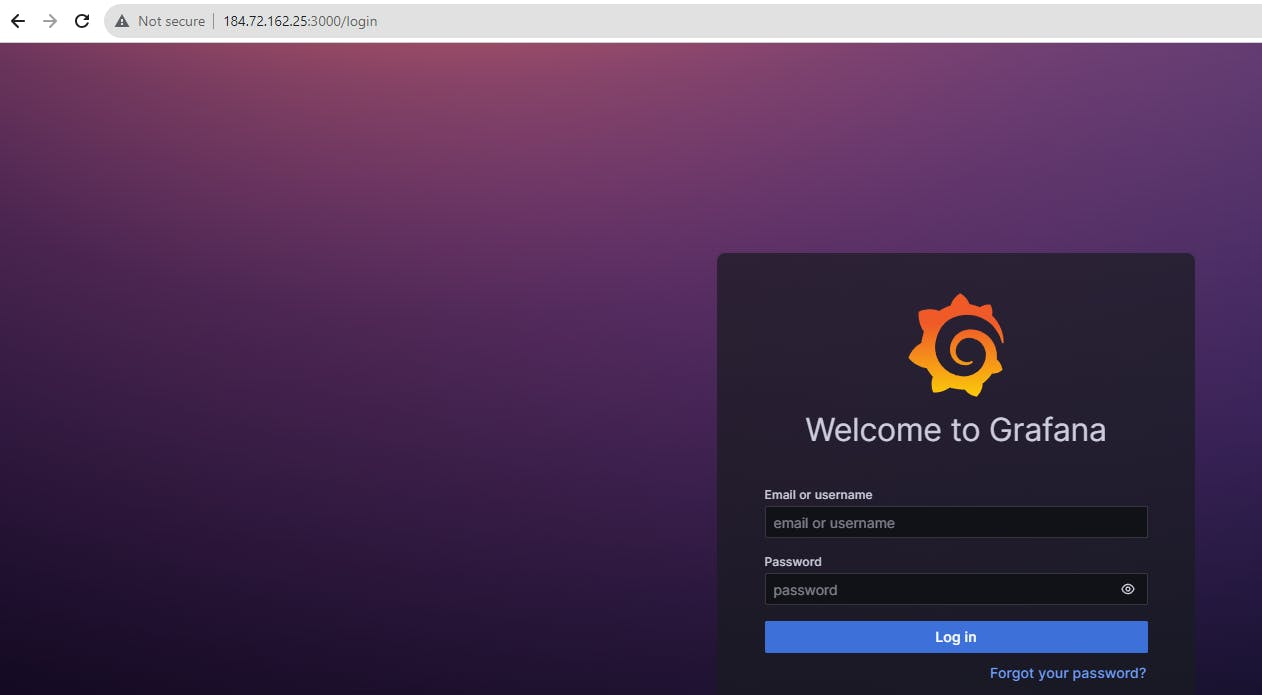 Not secure 184.72.162.25:3000/login
Welcome to Grafana
Email or username
email or username
Password
password
Log in
Forgot your password?